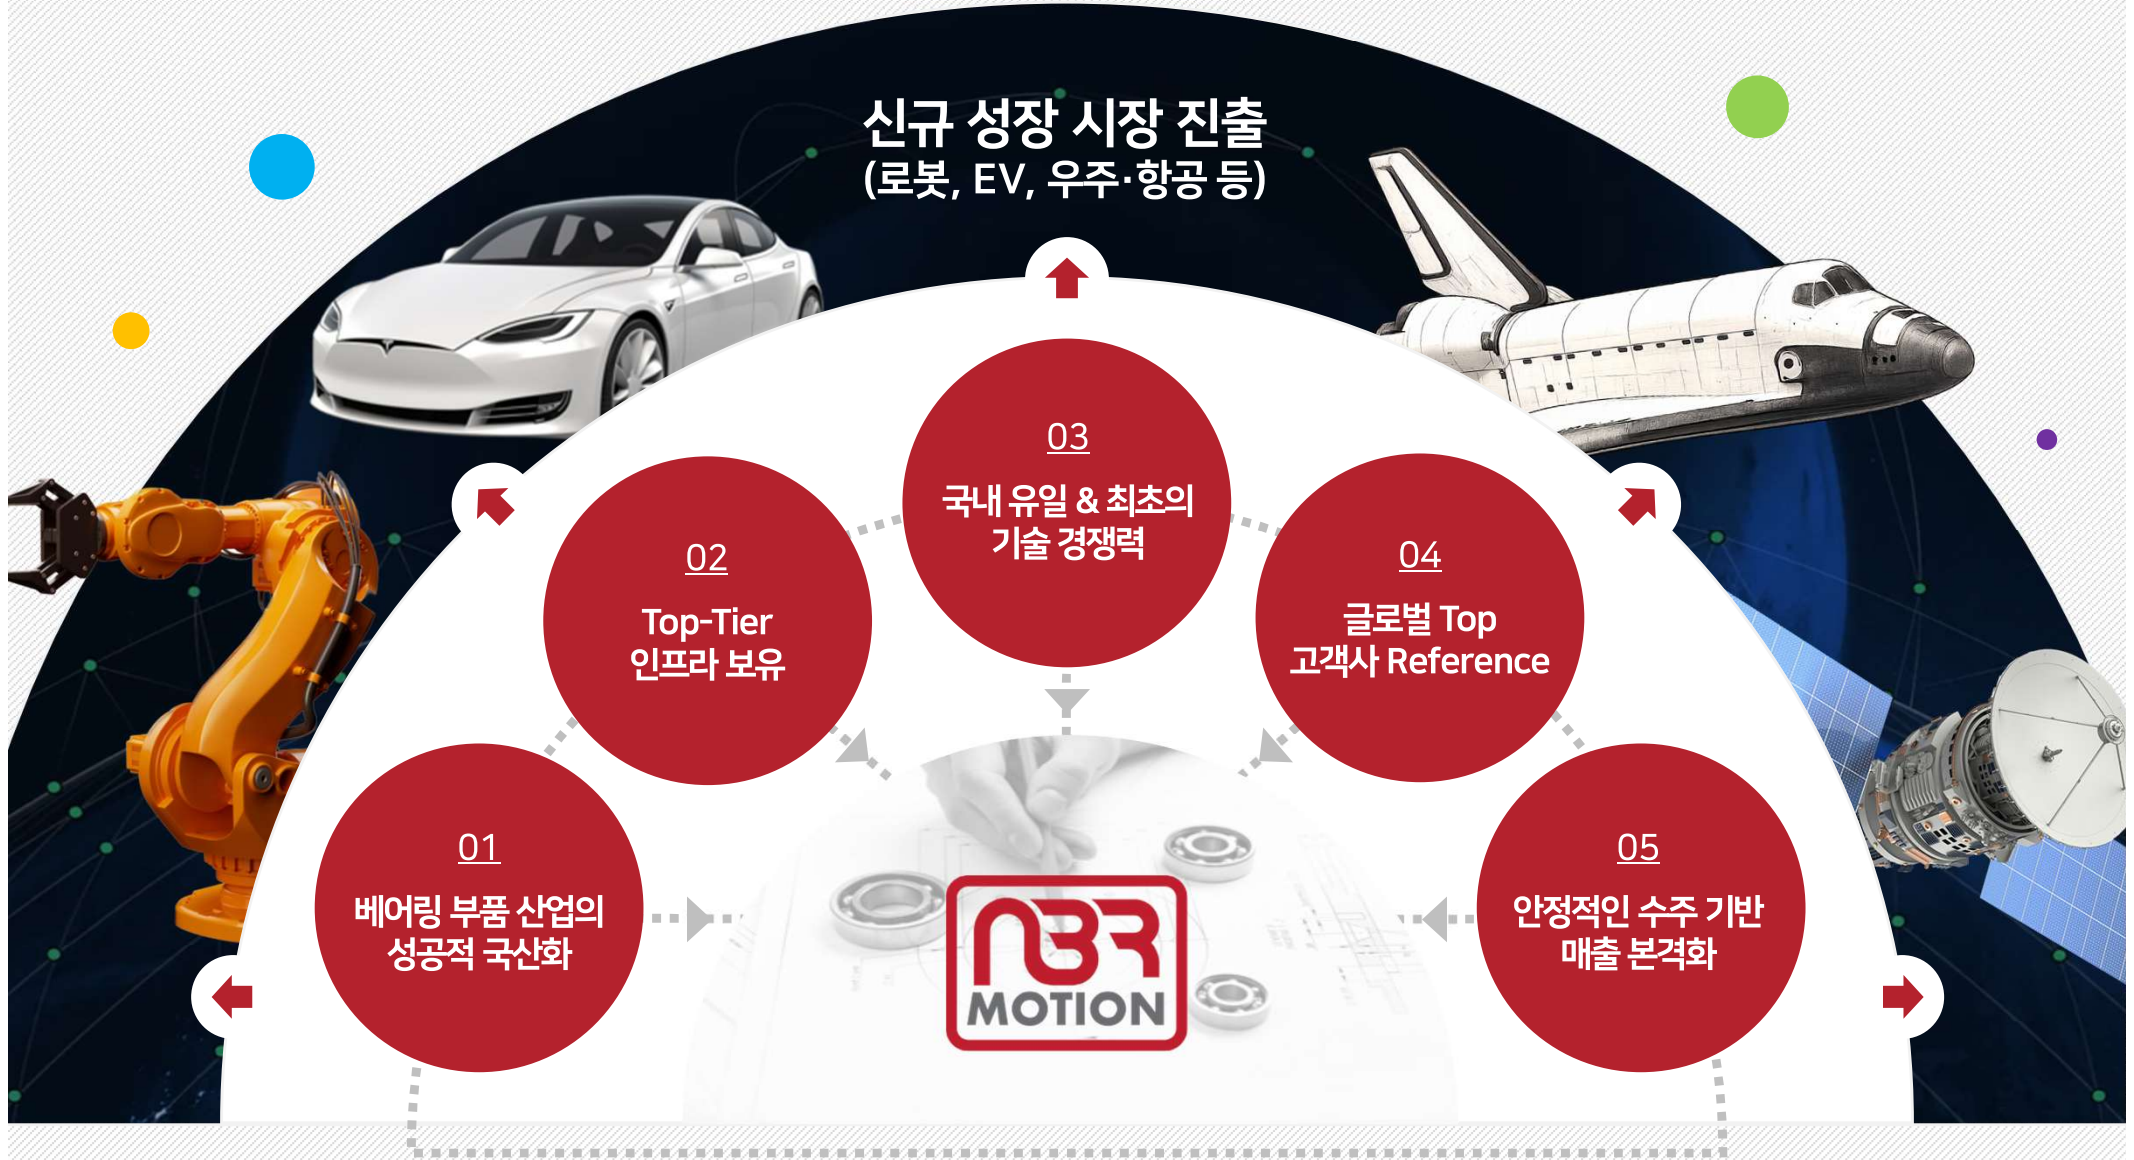 신규 성장 시장 진출
(로봇, EV, 우주·항공 등)
01
베어링 부품 산업의
성공적 국산화
02
Top-Tier
인프라 보유
03
국내 유일 & 최초의
기술 경쟁력
04
글로벌 Top
고객사 Reference
05
안정적인 수주 기반
매출 본격화
NBR
MOTION